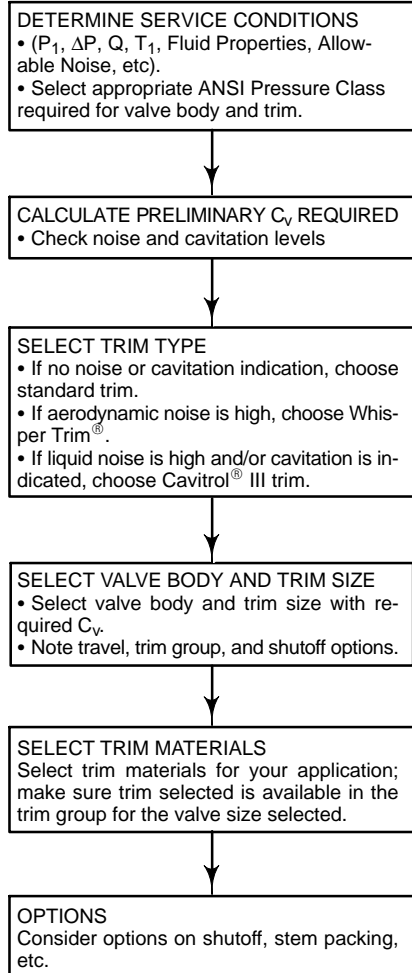 DETERMINE SERVICE CONDITIONS
• (P₁, ΔP, Q, T₁, Fluid Properties, Allow-
able Noise, etc).
• Select appropriate ANSI Pressure Class
required for valve body and trim.
CALCULATE PRELIMINARY Cᵥ REQUIRED
• Check noise and cavitation levels
SELECT TRIM TYPE
• If no noise or cavitation indication, choose
standard trim.
• If aerodynamic noise is high, choose Whis-
per Trim®.
• If liquid noise is high and/or cavitation is in-
dicated, choose Cavitrol® III trim.
SELECT VALVE BODY AND TRIM SIZE
• Select valve body and trim size with re-
quired Cᵥ.
• Note travel, trim group, and shutoff options.
SELECT TRIM MATERIALS
Select trim materials for your application;
make sure trim selected is available in the
trim group for the valve size selected.
OPTIONS
Consider options on shutoff, stem packing,
etc.